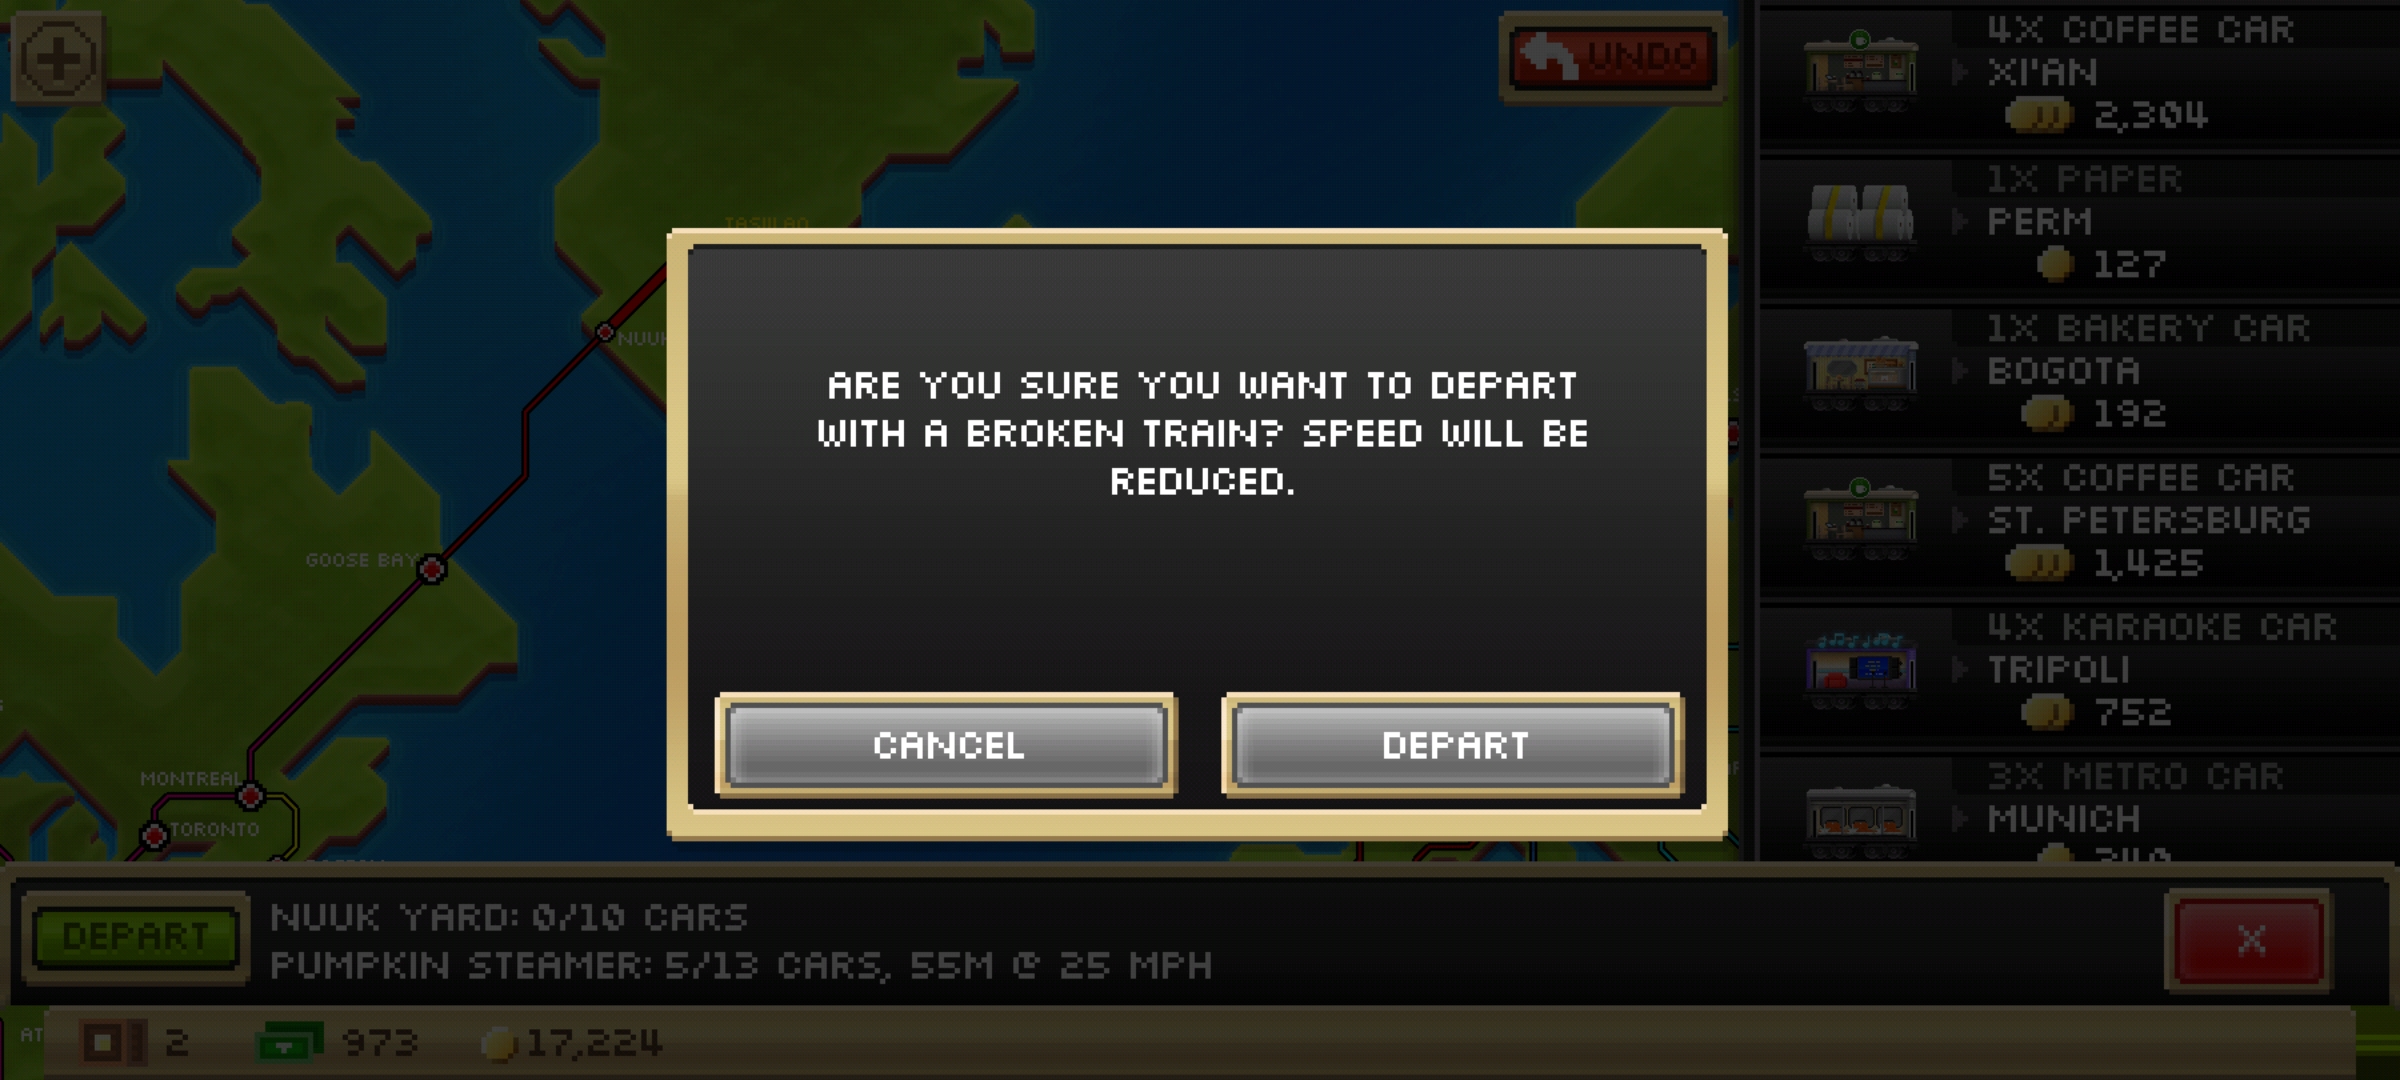 UNDO
4X COFFEE CAR
XI'AN
2,304
1X PAPER
PERM
127
1X BAKERY CAR
BOGOTA
192
5X COFFEE CAR
ST. PETERSBURG
1,425
4X KARAOKE CAR
TRIPOLI
752
3X METRO CAR
MUNICH
TASIILAQ
NUUK
GOOSE BAY
MONTREAL
TORONTO
ARE YOU SURE YOU WANT TO DEPART
WITH A BROKEN TRAIN? SPEED WILL BE
REDUCED.
CANCEL
DEPART
DEPART
NUUK YARD: 0/10 CARS
PUMPKIN STEAMER: 5/13 CARS, 55M @ 25 MPH
X
AT
2
973
17,224